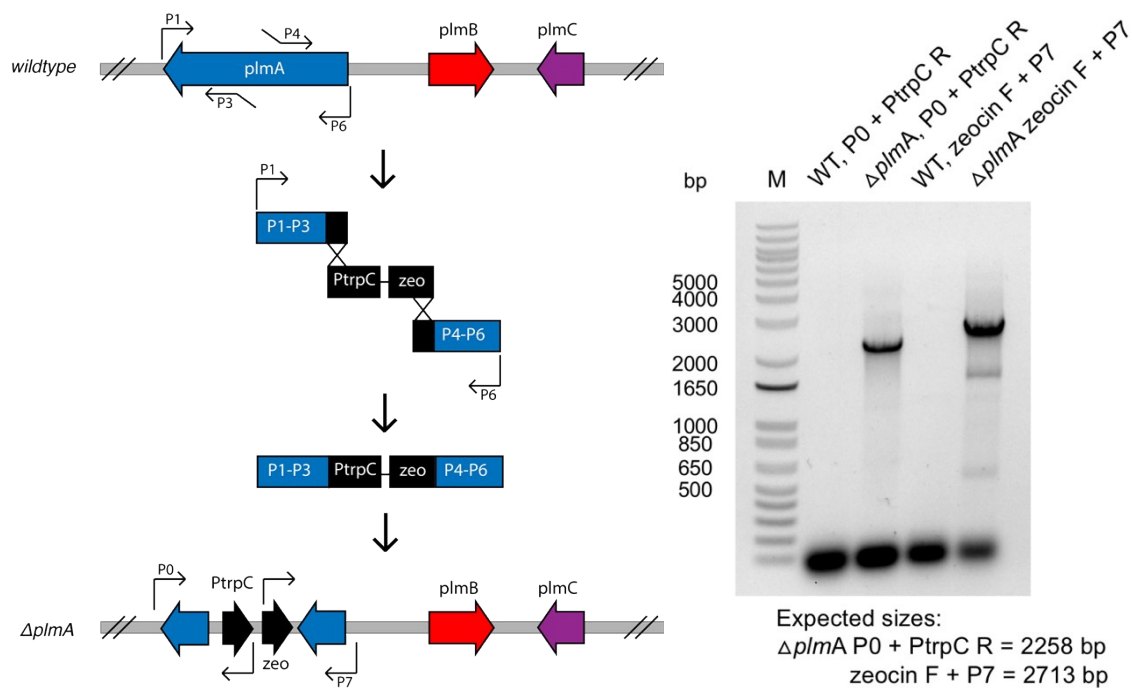 P1
P4
plmB
plmC
wildtype
plmA
P3
P6
P1
P1-P3
PtrpC
zeo
P4-P6
P6
P1-P3
PtrpC
zeo
P4-P6
P0
PtrpC
plmB
plmC
ΔplmA
zeo
P7
bp
M
WT, P0 + PtrpC R
ΔplmA, P0 + PtrpC R
WT, zeocin F + P7
ΔplmA zeocin F + P7
5000
4000
3000
2000
1650
1000
850
650
500
Expected sizes:
ΔplmA P0 + PtrpC R = 2258 bp
zeocin F + P7 = 2713 bp